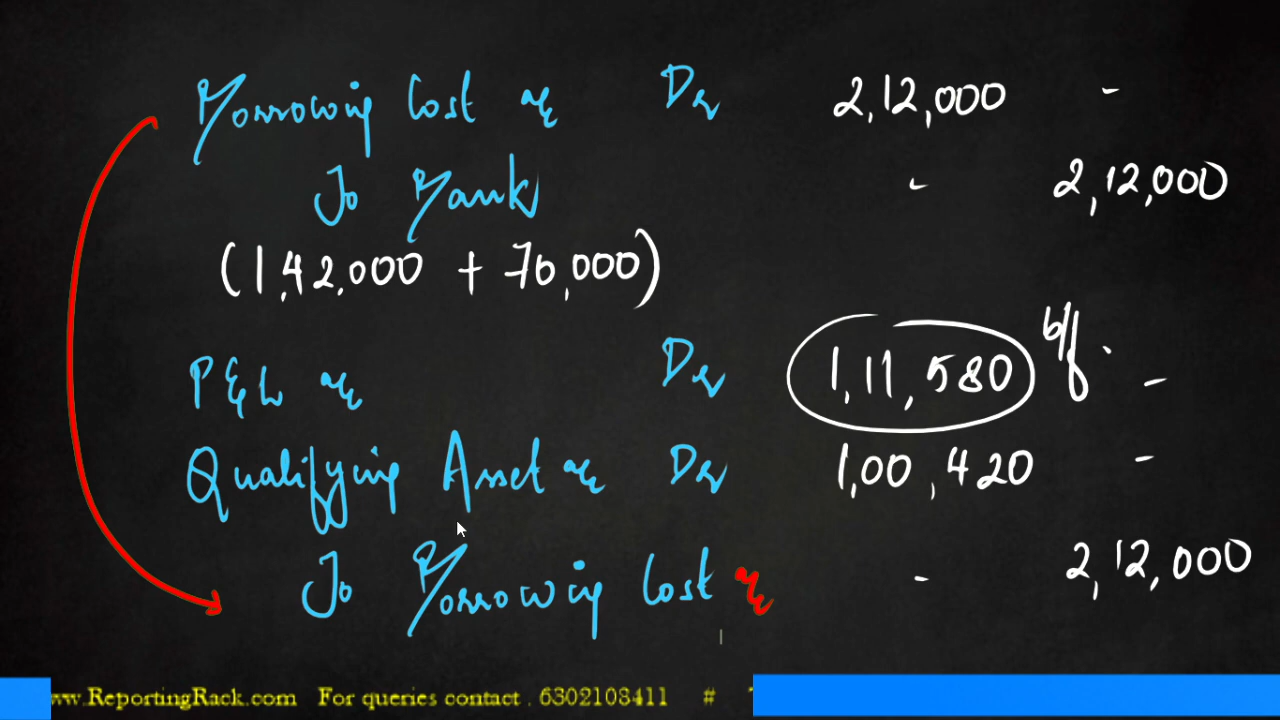 Borrowing Cost a/c Dr 2,12,000 -
To Bank - 2,12,000
(1,42,000 + 70,000)
P&L a/c Dr 1,11,580 b/f. -
Qualifying Asset a/c Dr 1,00,420 -
To Borrowing Cost a/c - 2,12,000
ww.ReportingRack.com For queries contact . 6302108411 #